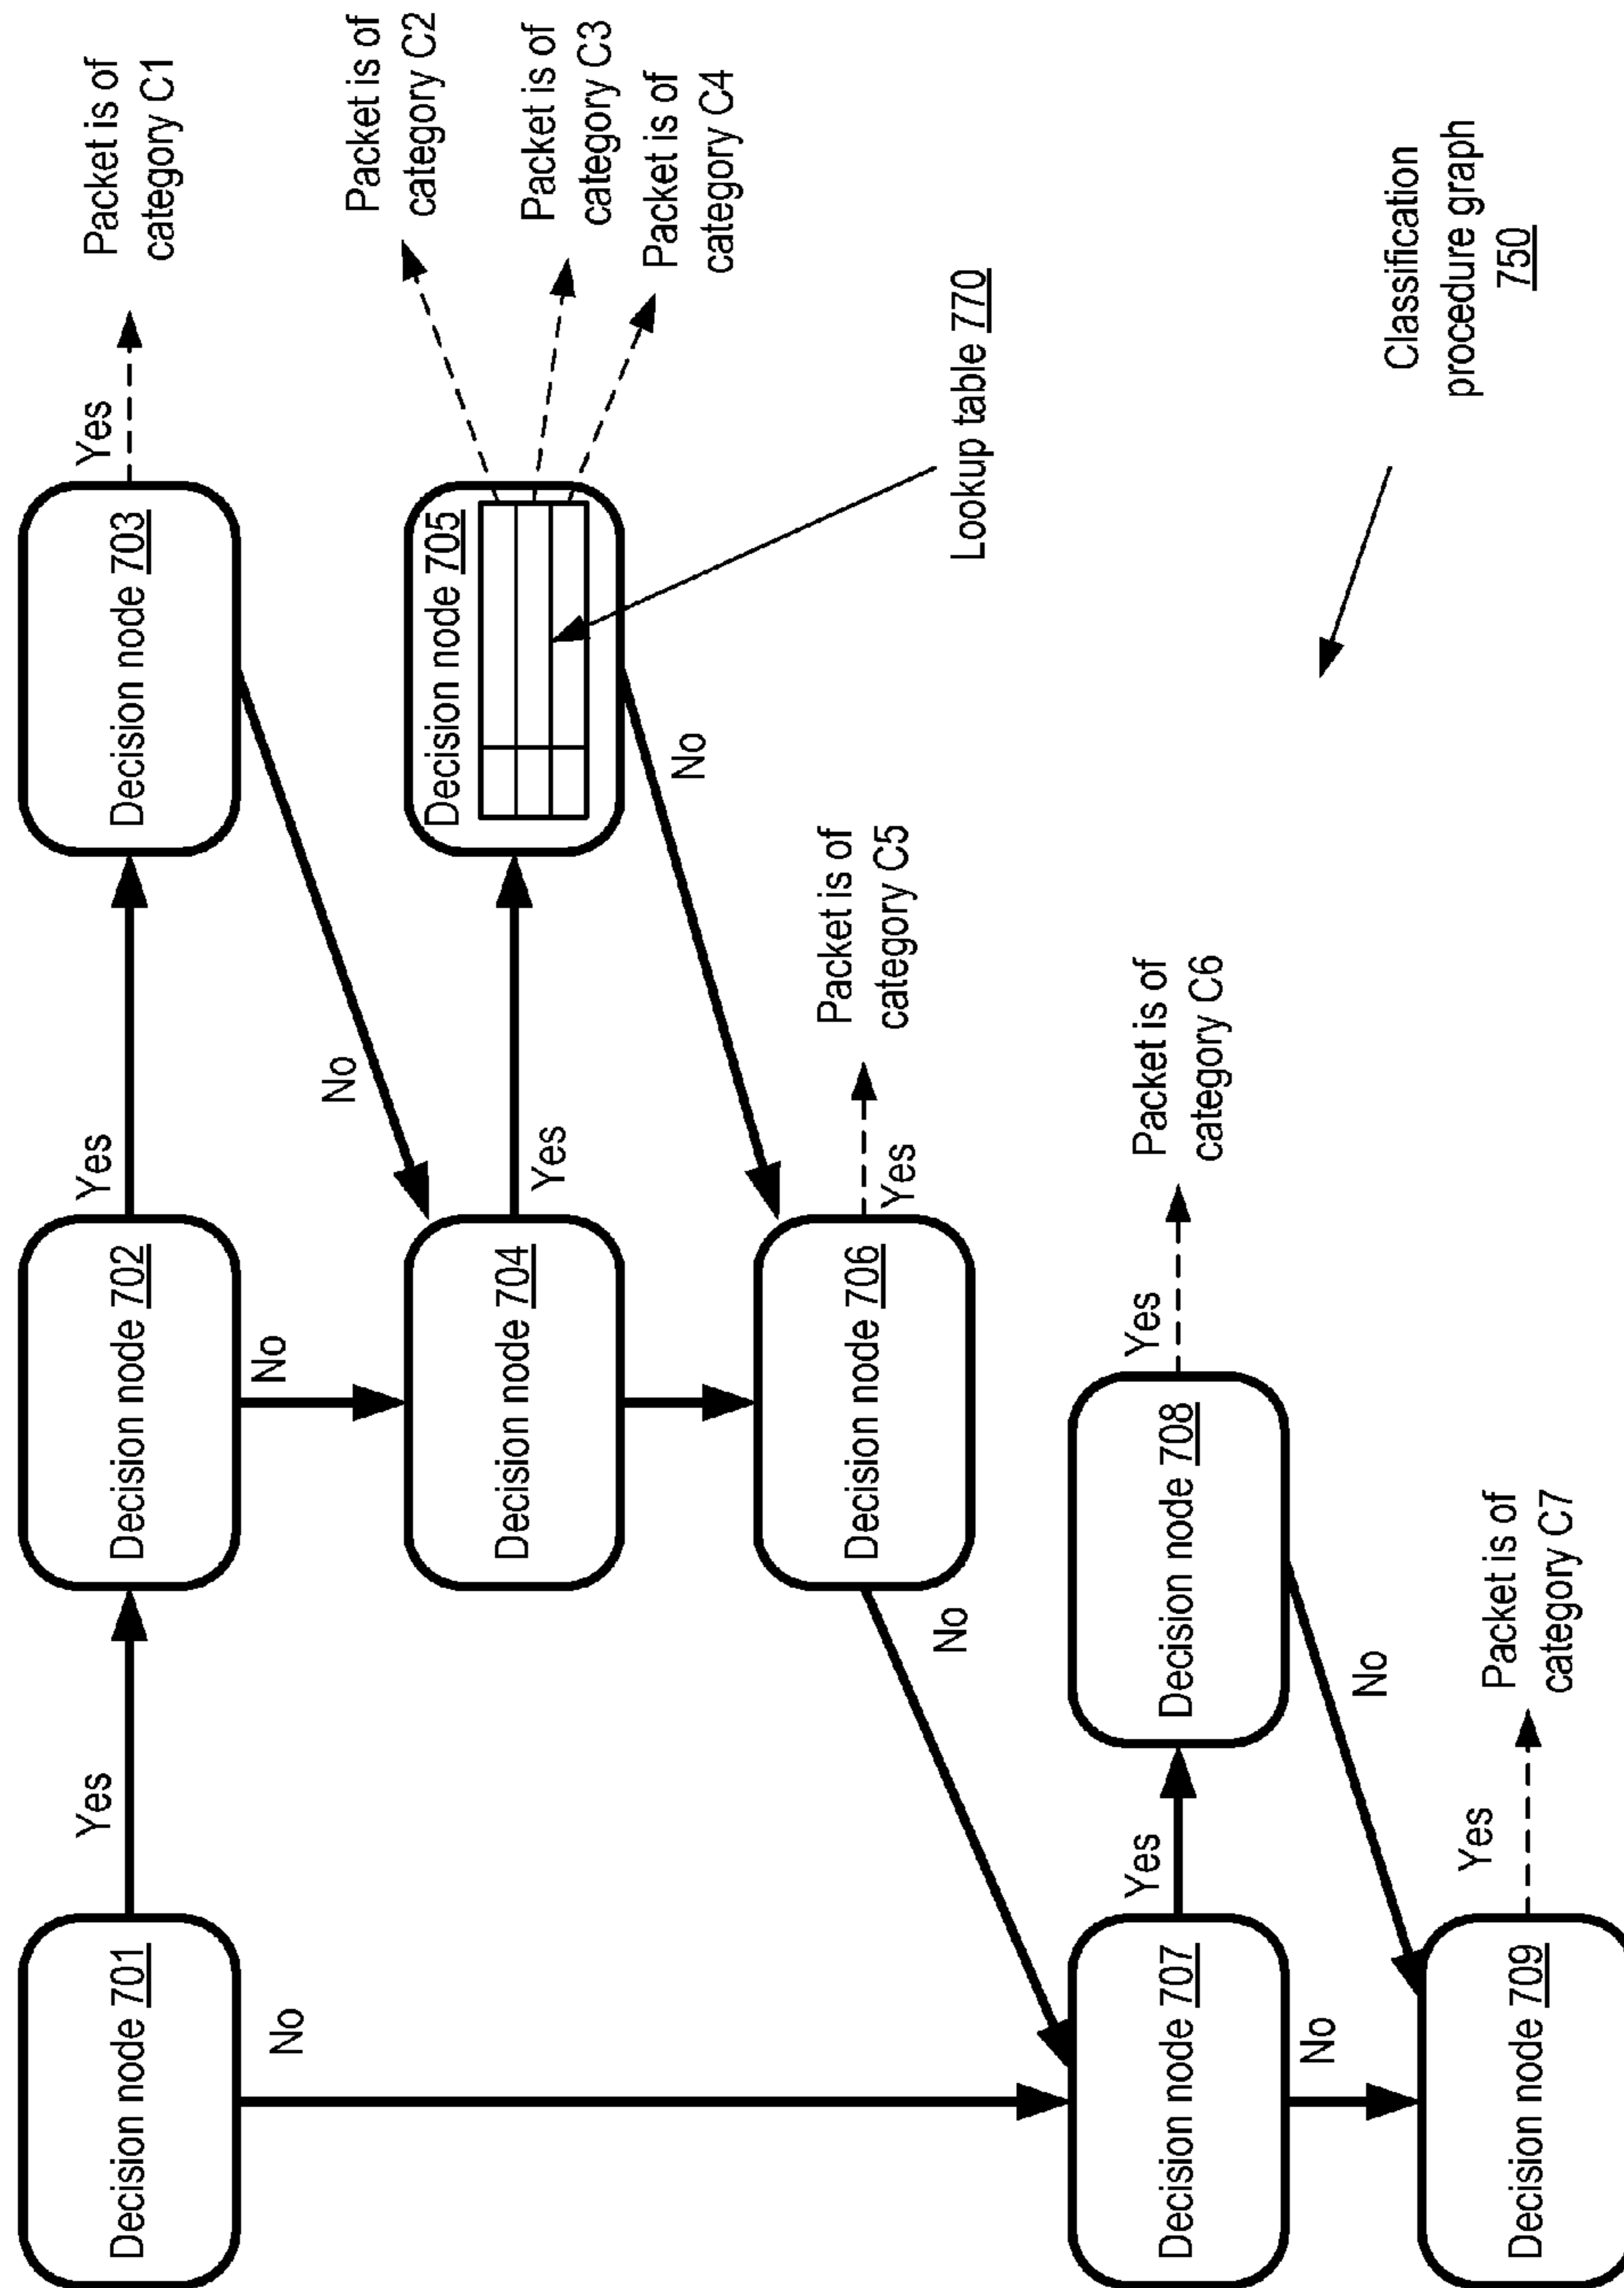 Decision node 701
Yes
Decision node 702
Yes
Decision node 703
Yes
Packet is of
category C1
No
No
No
Decision node 704
Yes
Decision node 705
Packet is of
category C2
Packet is of
category C3
Packet is of
category C4
Lookup table 770
No
Decision node 706
Yes
Packet is of
category C5
No
Decision node 707
Yes
Decision node 708
Yes
Packet is of
category C6
No
No
Decision node 709
Yes
Packet is of
category C7
Classification
procedure graph
750